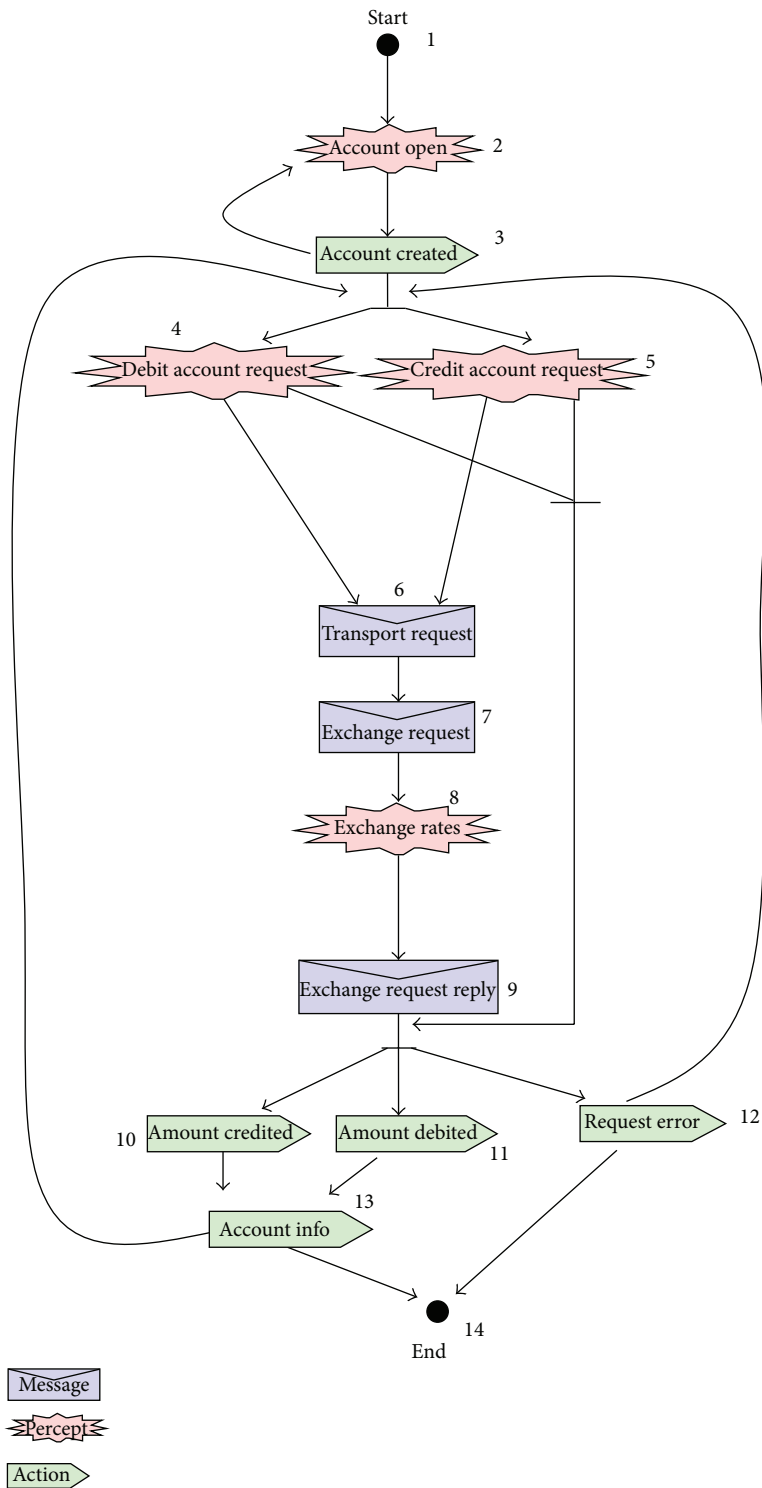 Start
1
Account open
2
3
Account created
4
5
Debit account request
Credit account request
6
Transport request
7
Exchange request
8
Exchange rates
Exchange request reply
9
10
Amount credited
Amount debited
11
Request error
12
13
Account info
14
End
Message
Percept
Action